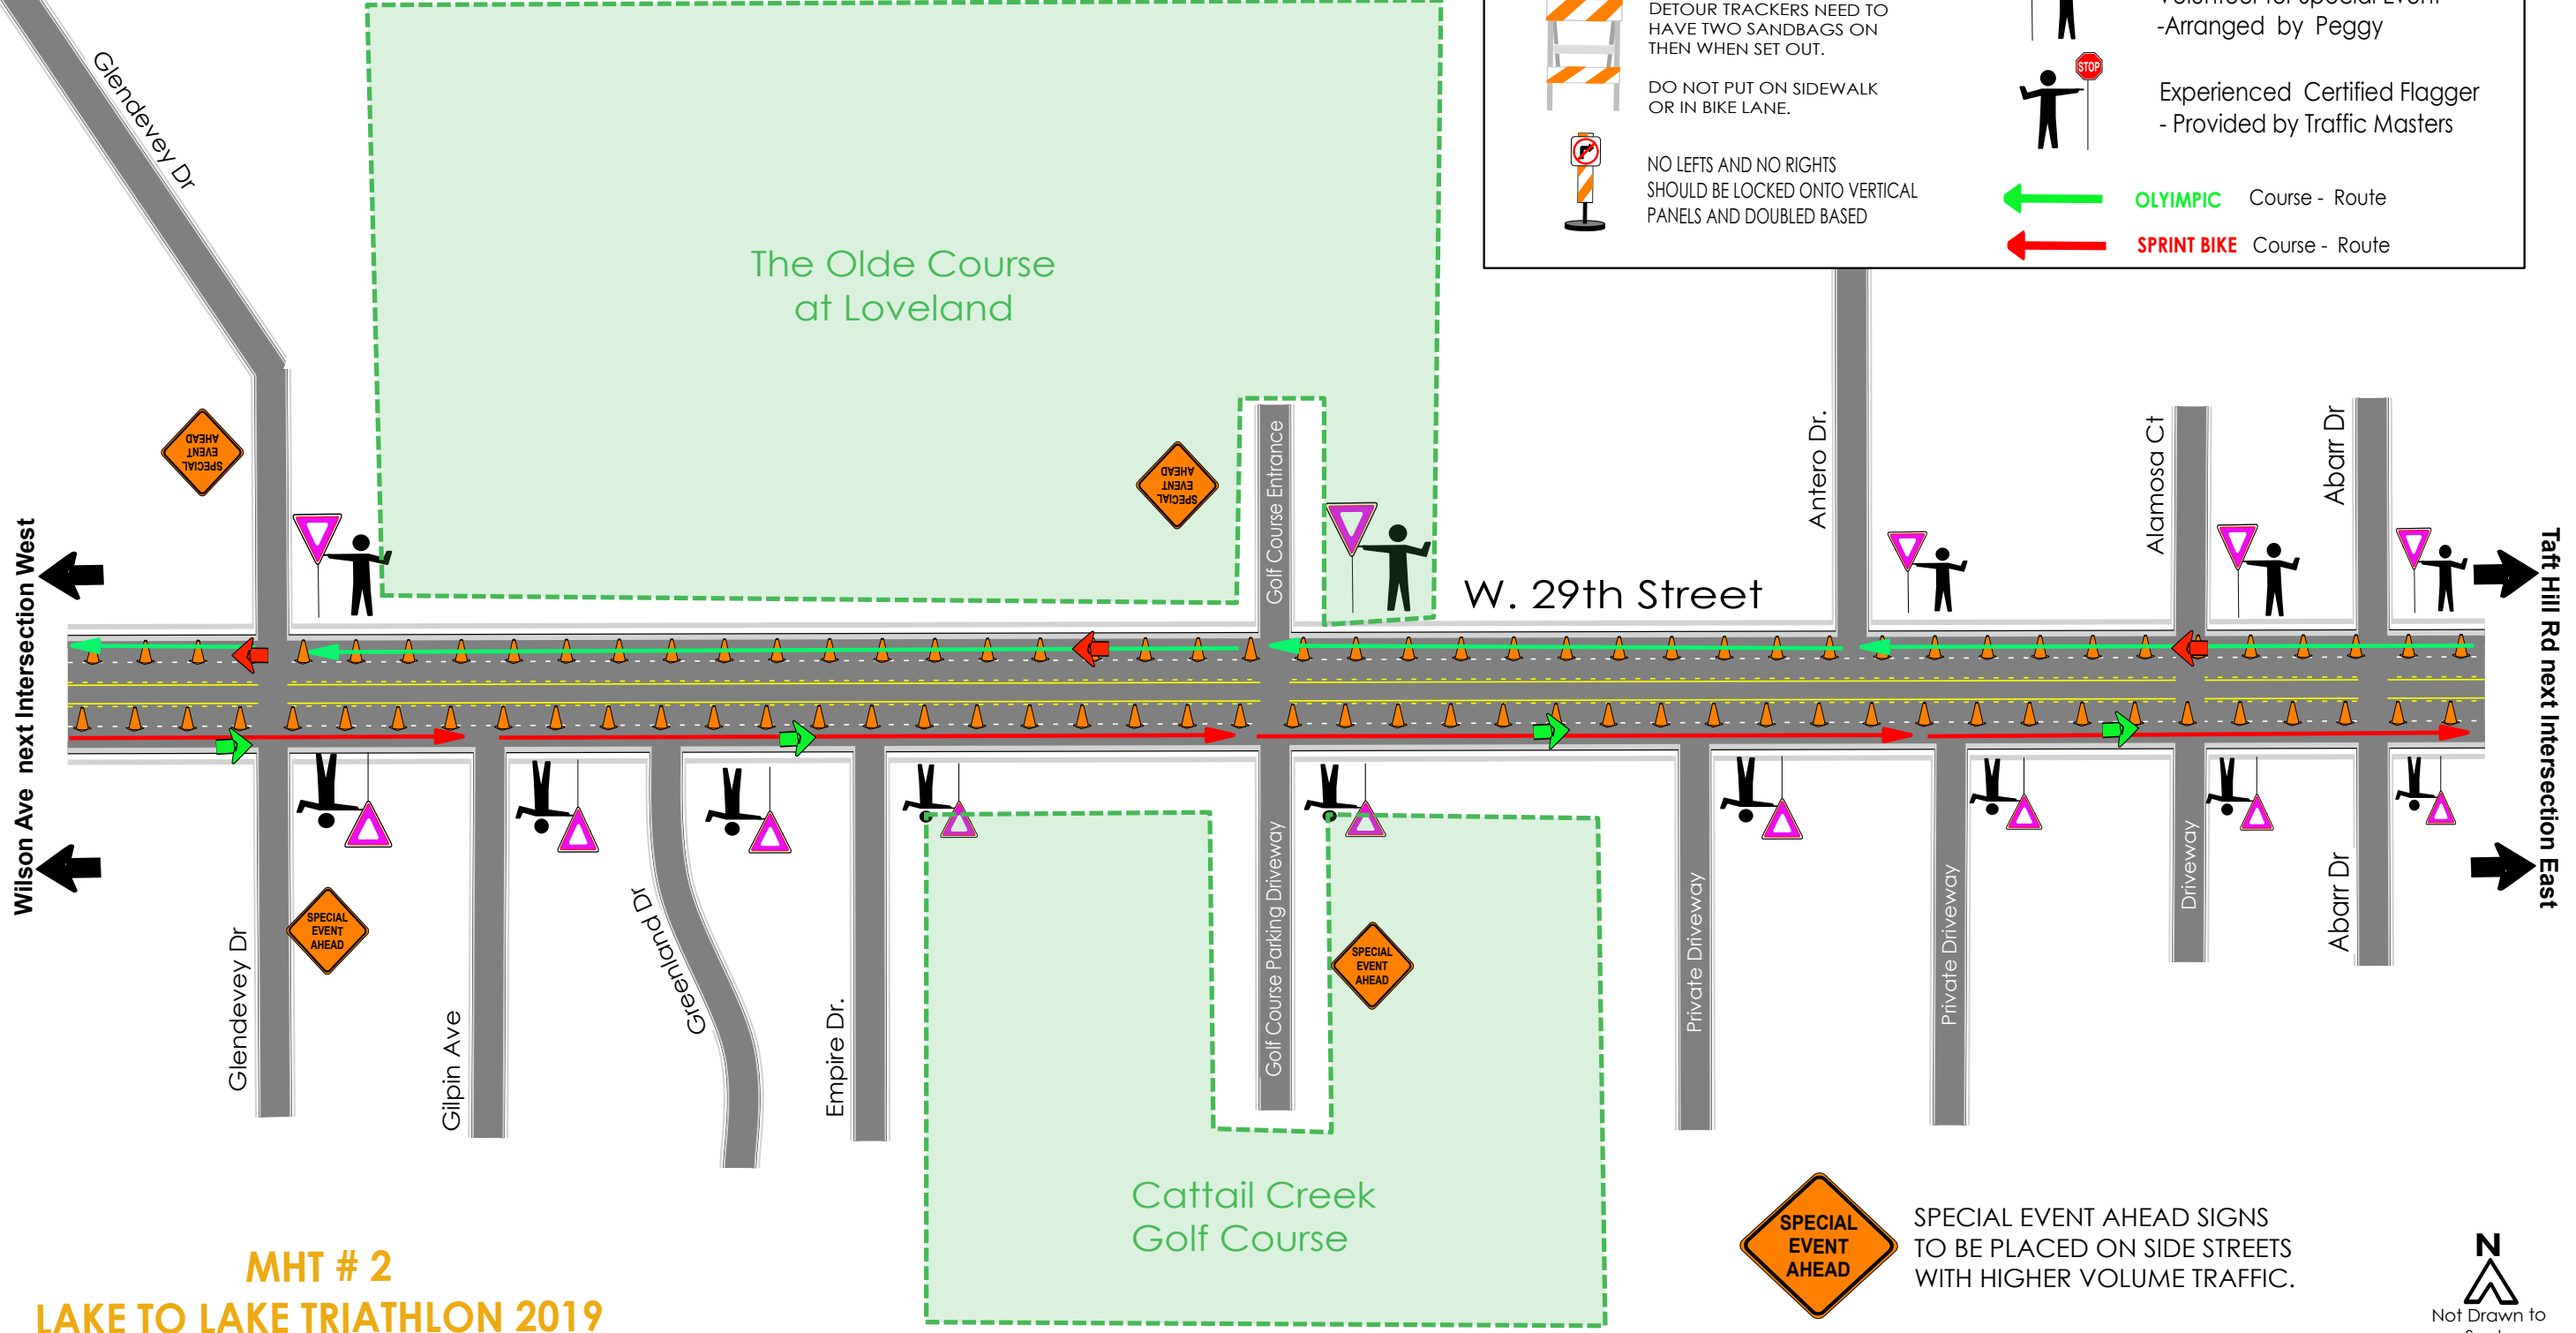 DETOUR TRACKERS NEED TO
HAVE TWO SANDBAGS ON
THEN WHEN SET OUT.
DO NOT PUT ON SIDEWALK
OR IN BIKE LANE.
NO LEFTS AND NO RIGHTS
SHOULD BE LOCKED ONTO VERTICAL
PANELS AND DOUBLED BASED
Volunteer for Special Event
-Arranged by Peggy
STOP
Experienced Certified Flagger
- Provided by Traffic Masters
OLYIMPIC Course - Route
SPRINT BIKE Course - Route
Glendevey Dr
The Olde Course
at Loveland
SPECIAL
EVENT
AHEAD
SPECIAL
EVENT
AHEAD
Golf Course Entrance
Antero Dr.
Alamosa Ct
Abarr Dr
W. 29th Street
Wilson Ave next Intersection West
Taft Hill Rd next Intersection East
Glendevey Dr
SPECIAL
EVENT
AHEAD
Gilpin Ave
Greenland Dr
Empire Dr.
Golf Course Parking Driveway
SPECIAL
EVENT
AHEAD
Private Driveway
Private Driveway
Driveway
Abarr Dr
Cattail Creek
Golf Course
SPECIAL
EVENT
AHEAD
SPECIAL EVENT AHEAD SIGNS
TO BE PLACED ON SIDE STREETS
WITH HIGHER VOLUME TRAFFIC.
N
Not Drawn to
MHT # 2
LAKE TO LAKE TRIATHLON 2019